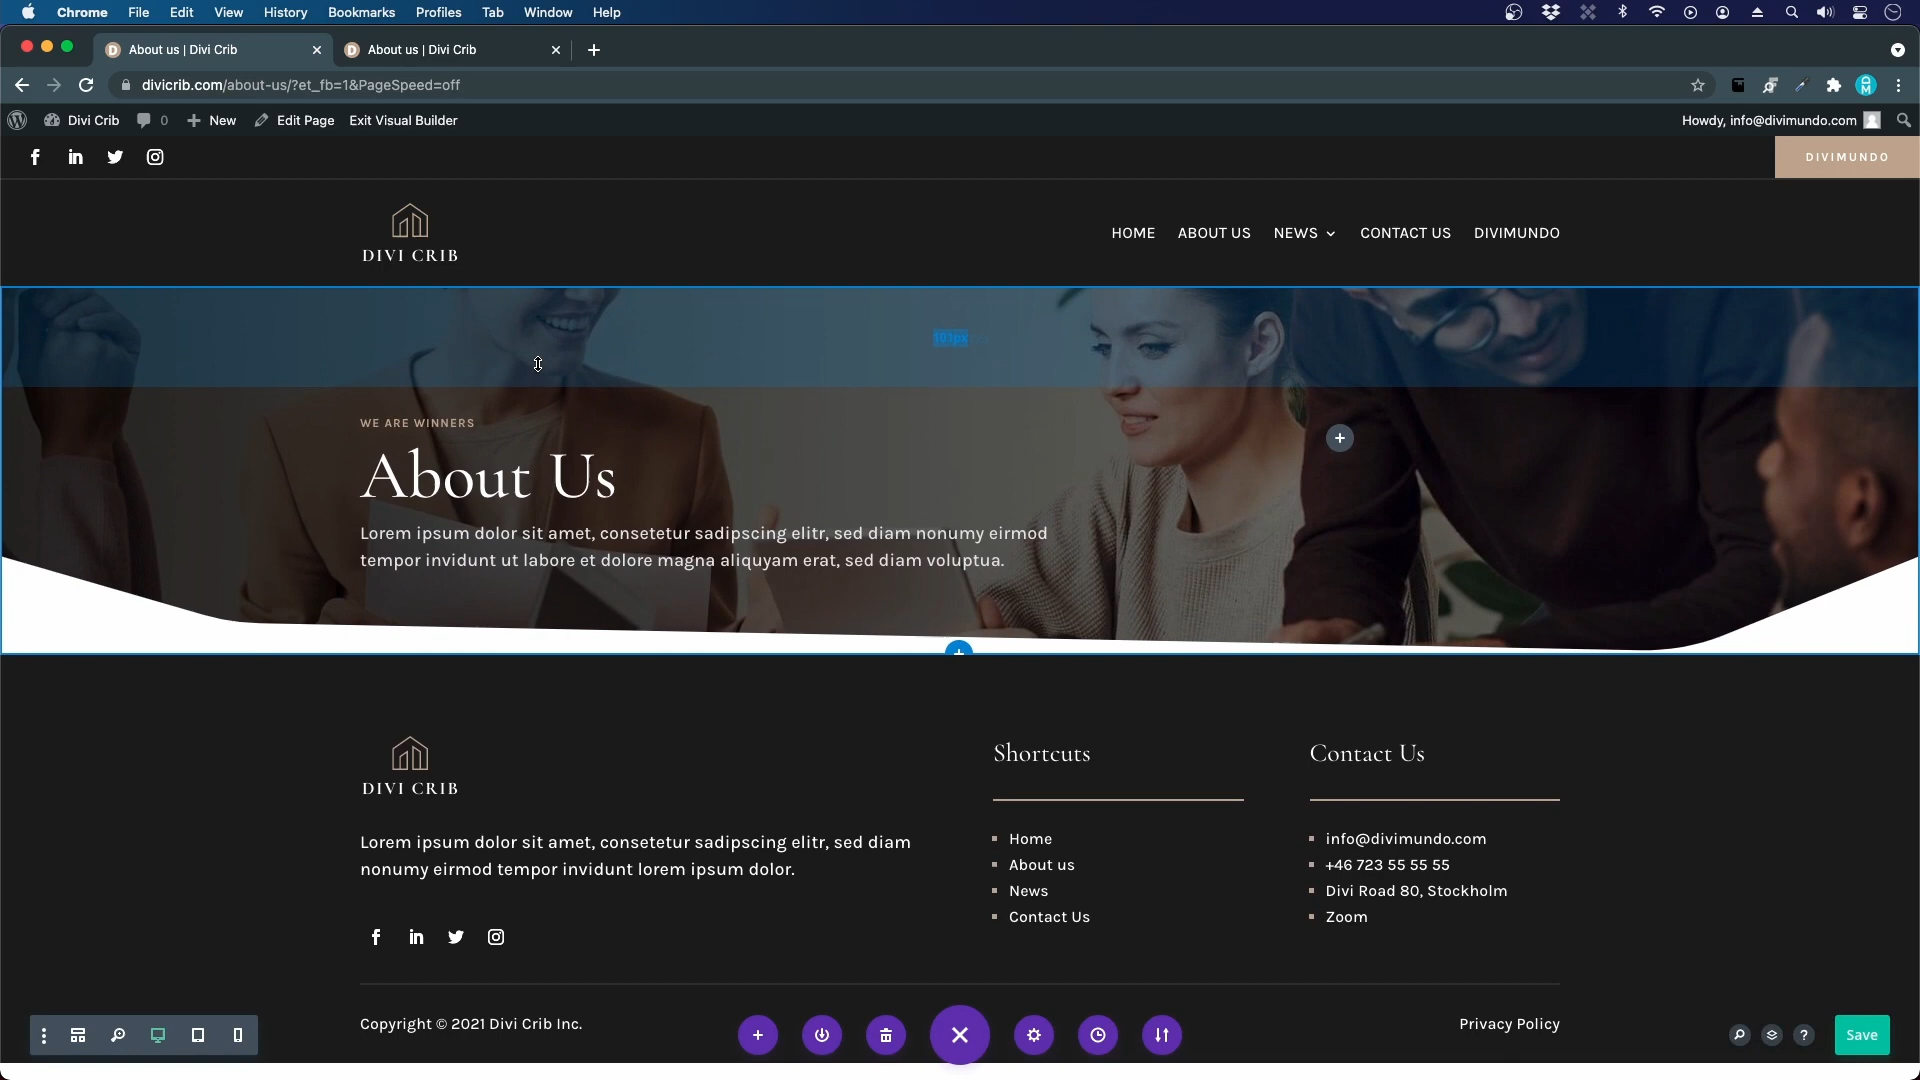 Chrome File Edit View History Bookmarks Profiles Tab Window Help
About us | Divi Crib
About us | Divi Crib
divicrib.com/about-us/?et_fb=1&PageSpeed=off
Divi Crib 0 New Edit Page Exit Visual Builder
Howdy, info@divimundo.com
DIVIMUNDO
DIVI CRIB
HOME ABOUT US NEWS CONTACT US DIVIMUNDO
101px
WE ARE WINNERS
About Us
Lorem ipsum dolor sit amet, consetetur sadipscing elitr, sed diam nonumy eirmod
tempor invidunt ut labore et dolore magna aliquyam erat, sed diam voluptua.
DIVI CRIB
Lorem ipsum dolor sit amet, consetetur sadipscing elitr, sed diam
nonumy eirmod tempor invidunt lorem ipsum dolor.
Shortcuts
Home
About us
News
Contact Us
Contact Us
info@divimundo.com
+46 723 55 55 55
Divi Road 80, Stockholm
Zoom
Copyright © 2021 Divi Crib Inc.
Privacy Policy
Save